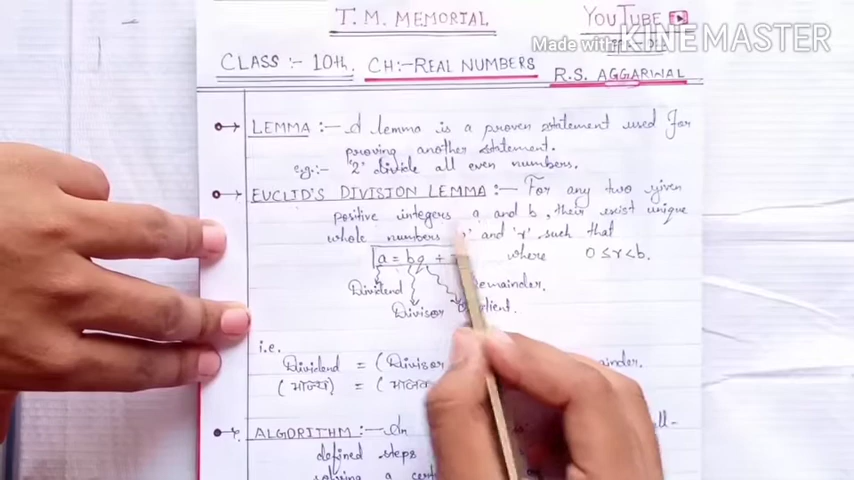 T.M. MEMORIAL
YOUTUBE
Made with KINEMASTER
CLASS :- 10th.
CH:-REAL NUMBERS
R.S. AGGARWAL
LEMMA :- A lemma is a proven statement used for
proving another statement.
e.g:- '2' divide all even numbers.
EUCLID'S DIVISION LEMMA :- For any two given
positive integers a and b, their exist unique
whole numbers and 'r' such that
a = bq + where 0 ≤ r < b.
Dividend Remainder.
Divisor
i.e.
Dividend = (Divisor
(भाज्य) = (भाजक
ALGORITHM :- An
defined steps
solving a